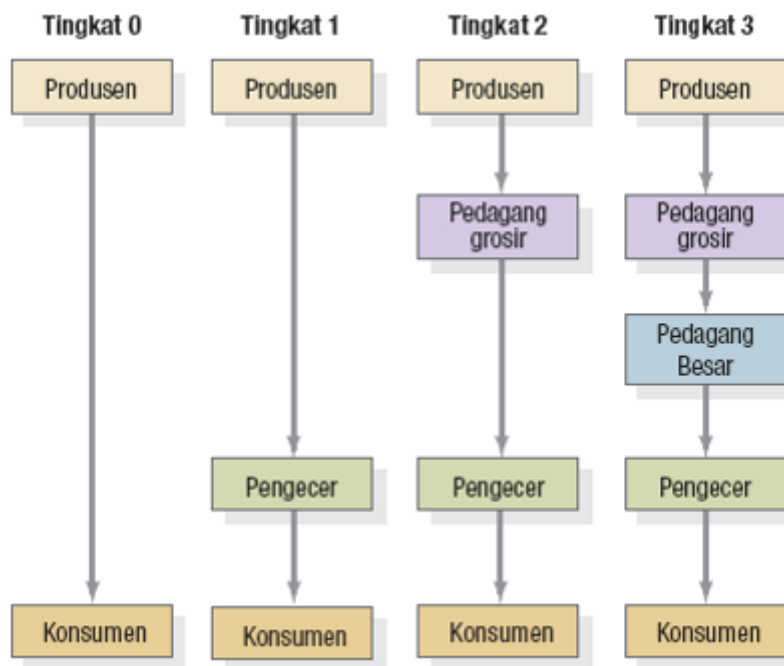 Tingkat 0
Tingkat 1
Tingkat 2
Tingkat 3
Produsen
Produsen
Produsen
Produsen
Pedagang
grosir
Pedagang
grosir
Pedagang
Besar
Pengecer
Pengecer
Pengecer
Konsumen
Konsumen
Konsumen
Konsumen